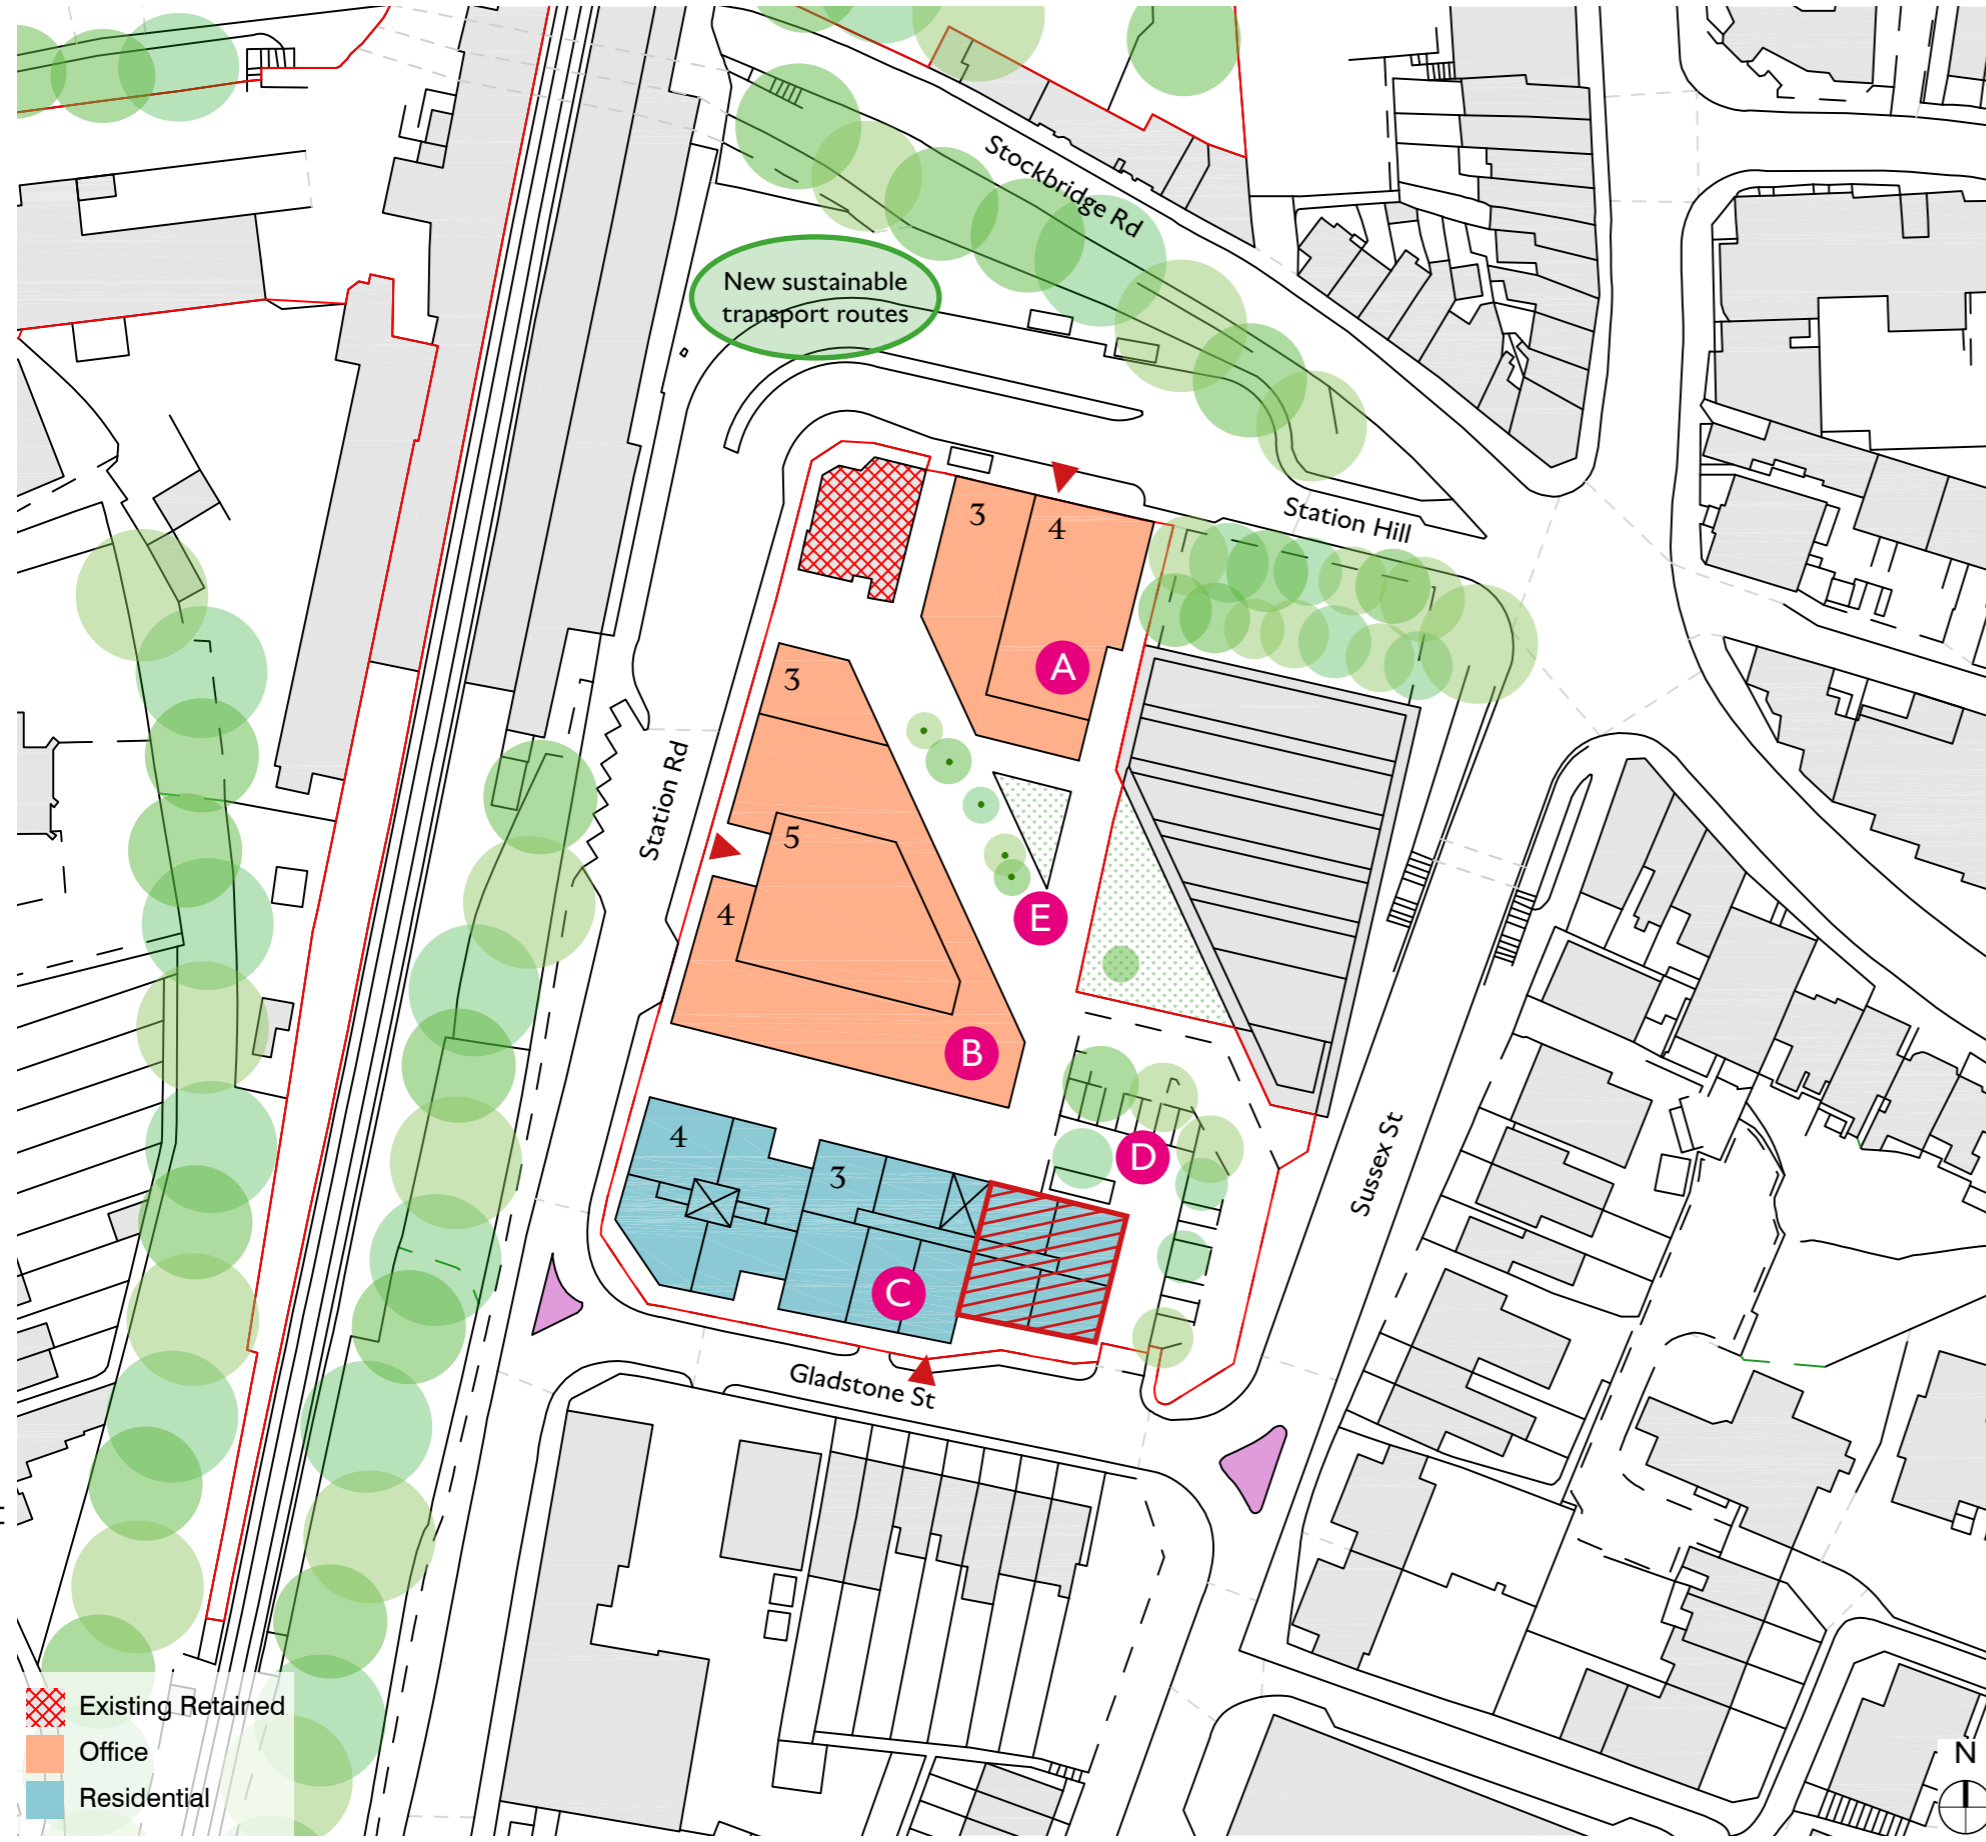 Stockbridge Rd
New sustainable
transport routes
Station Hill
3
4
A
3
Station Rd
5
4
E
B
D
4
3
Sussex St
C
Gladstone St
Existing Retained
Office
Residential
N